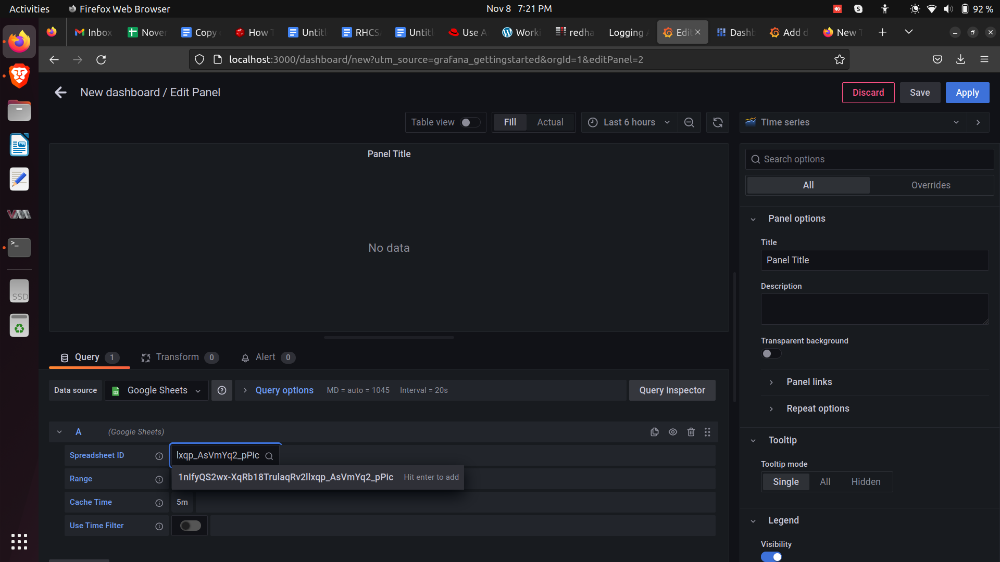 Activities Firefox Web Browser Nov 8 7:21 PM 92 %
Inbox Nover Copy How T Untitl RHCS Untitl Use A Worki redha Logging Edit Dashb Add d New T
localhost:3000/dashboard/new?utm_source=grafana_gettingstarted&orgId=1&editPanel=2
New dashboard / Edit Panel Discard Save Apply
Table view Fill Actual Last 6 hours Time series
Panel Title
Search options
All Overrides
Panel options
Title
Panel Title
No data
Description
Transparent background
Query 1 Transform 0 Alert 0
Panel links
Data source Google Sheets Query options MD = auto = 1045 Interval = 20s Query inspector
Repeat options
A (Google Sheets)
Tooltip
Spreadsheet ID lxqp_AsVmYq2_pPic
Tooltip mode
Range 1nIfyQS2wx-XqRb18TrulaqRv2llxqp_AsVmYq2_pPic Hit enter to add
Single All Hidden
Cache Time 5m
Legend
Use Time Filter
Visibility
SSD